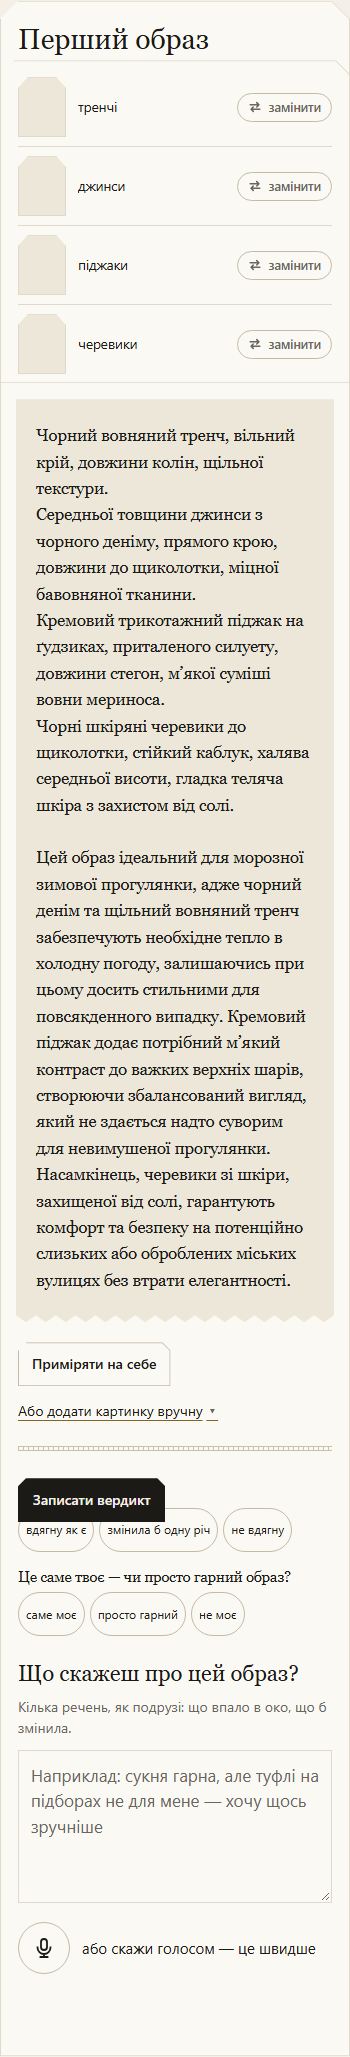 Перший образ
тренчі
замінити
джинси
замінити
піджаки
замінити
черевики
замінити
Чорний вовняний тренч, вільний
крій, довжини колін, щільної
текстури.
Середньої товщини джинси з
чорного деніму, прямого крою,
довжини до щиколотки, міцної
бавовняної тканини.
Кремовий трикотажний піджак на
ґудзиках, приталеного силуету,
довжини стегон, м’якої суміші
вовни мериноса.
Чорні шкіряні черевики до
щиколотки, стійкий каблук, халява
середньої висоти, гладка теляча
шкіра з захистом від солі.
Цей образ ідеальний для морозної
зимової прогулянки, адже чорний
денім та щільний вовняний тренч
забезпечують необхідне тепло в
холодну погоду, залишаючись при
цьому досить стильними для
повсякденного випадку. Кремовий
піджак додає потрібний м’який
контраст до важких верхніх шарів,
створюючи збалансований вигляд,
який не здається надто суворим
для невимушеної прогулянки.
Насамкінець, черевики зі шкіри,
захищеної від солі, гарантують
комфорт та безпеку на потенційно
слизьких або оброблених міських
вулицях без втрати елегантності.
Приміряти на себе
Або додати картинку вручну
Записати вердикт
вдягну як є
змінила б одну річ
не вдягну
Це саме твоє — чи просто гарний образ?
саме моє
просто гарний
не моє
Що скажеш про цей образ?
Кілька речень, як подрузі: що впало в око, що б
змінила.
Наприклад: сукня гарна, але туфлі на
підборах не для мене — хочу щось
зручніше
або скажи голосом — це швидше